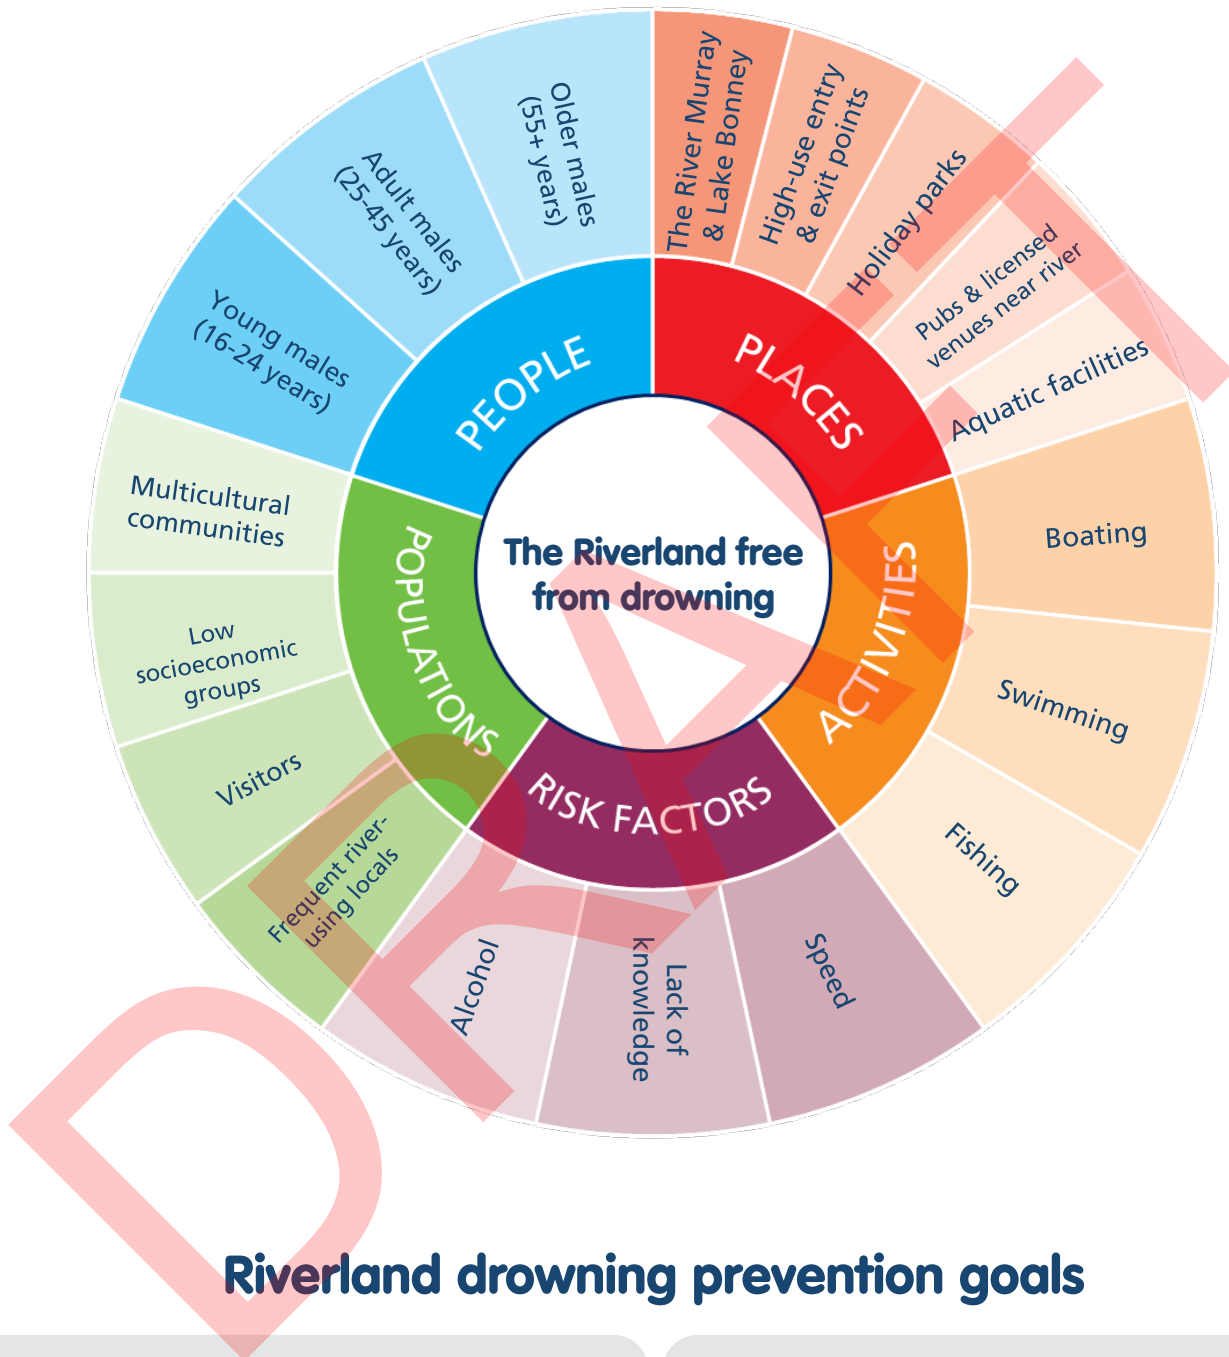 The Riverland free
from drowning
PEOPLE
Young males
(16-24 years)
Adult males
(25-45 years)
Older males
(55+ years)
PLACES
The River Murray
& Lake Bonney
High-use entry
& exit points
Holiday parks
Pubs & licensed
venues near river
Aquatic facilities
ACTIVITIES
Boating
Swimming
Fishing
RISK FACTORS
Speed
Lack of
knowledge
Alcohol
POPULATIONS
Frequent river-
using locals
Visitors
Low
socioeconomic
groups
Multicultural
communities
DRAFT
Riverland drowning prevention goals